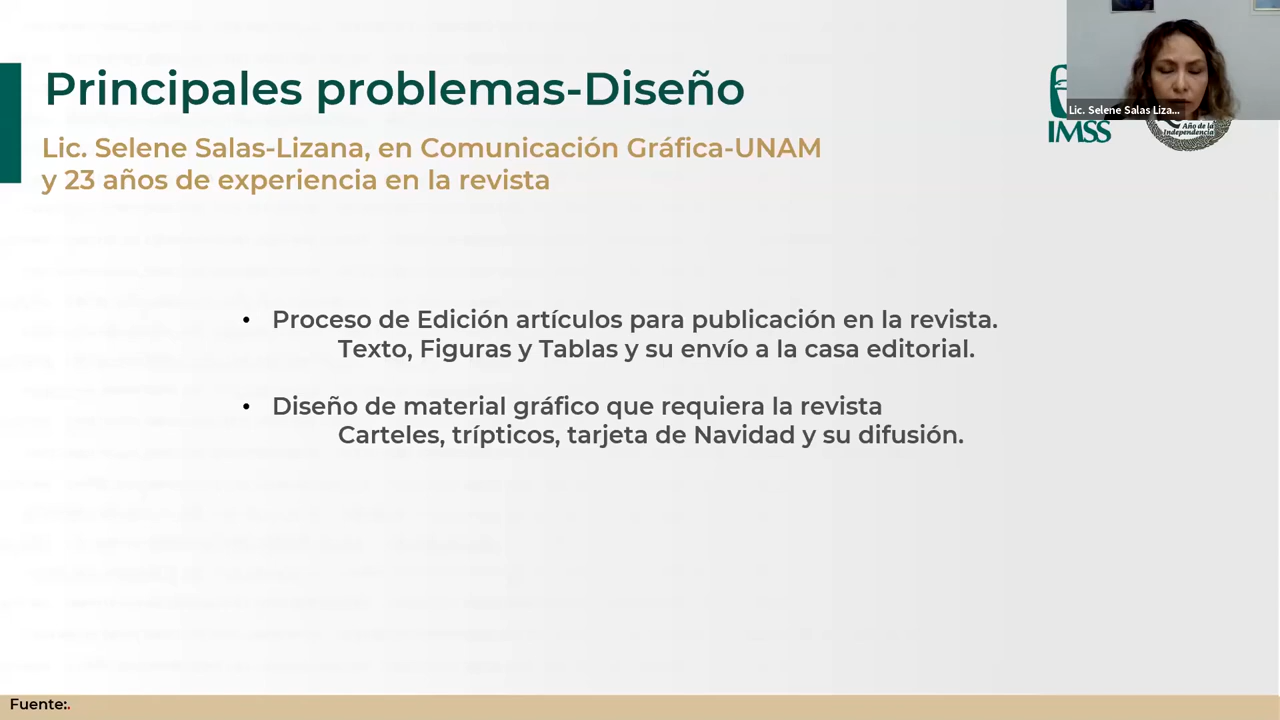 Principales problemas-Diseño
Lic. Selene Salas-Lizana, en Comunicación Gráfica-UNAM
y 23 años de experiencia en la revista
Lic. Selene Salas Liza...
IMSS
Año de la
Independencia
• Proceso de Edición artículos para publicación en la revista.
Texto, Figuras y Tablas y su envío a la casa editorial.
• Diseño de material gráfico que requiera la revista
Carteles, trípticos, tarjeta de Navidad y su difusión.
Fuente:.